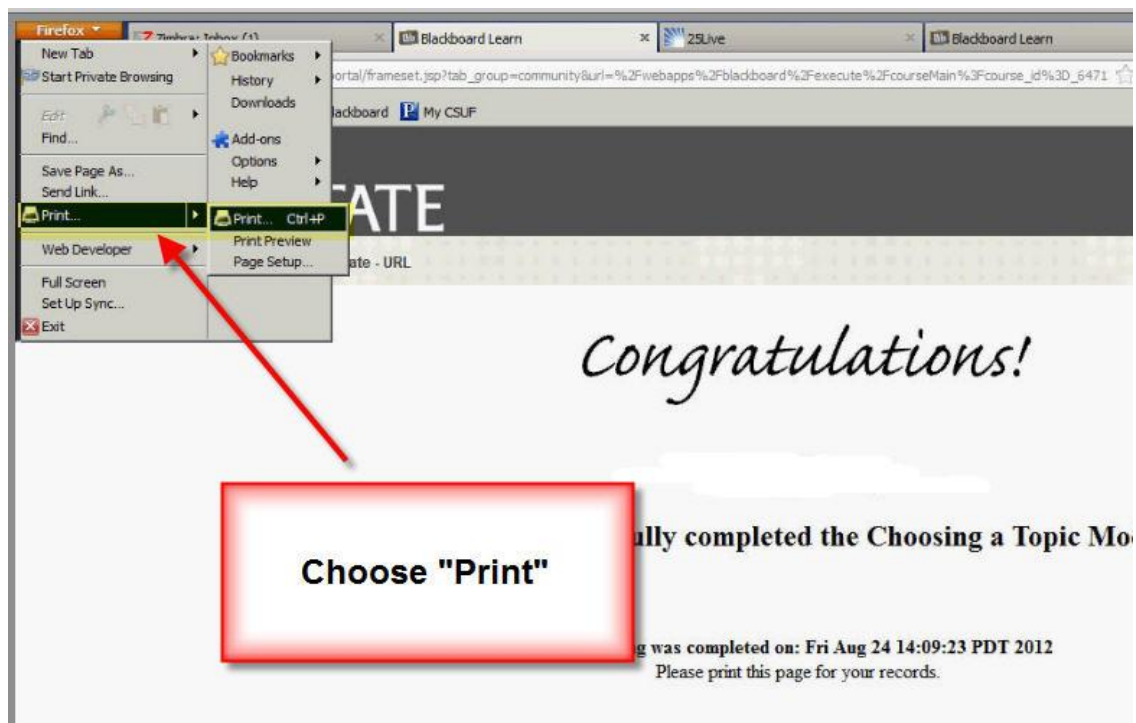 Firefox
Zimbra: Inbox (1)
Blackboard Learn
25Live
Blackboard Learn
New Tab
Bookmarks
Start Private Browsing
History
ortal/frameset.jsp?tab_group=community&url=%2Fwebapps%2Fblackboard%2Fexecute%2FcourseMain%3Fcourse_id%3D_6471
Downloads
Edit
lackboard
My CSUF
Find...
Add-ons
Options
Save Page As...
Help
Send Link...
TATE
Print...
Print... Ctrl+P
Web Developer
Print Preview
Page Setup...
ate - URL
Full Screen
Set Up Sync...
Exit
Congratulations!
Choose "Print"
ully completed the Choosing a Topic Mo
g was completed on: Fri Aug 24 14:09:23 PDT 2012
Please print this page for your records.